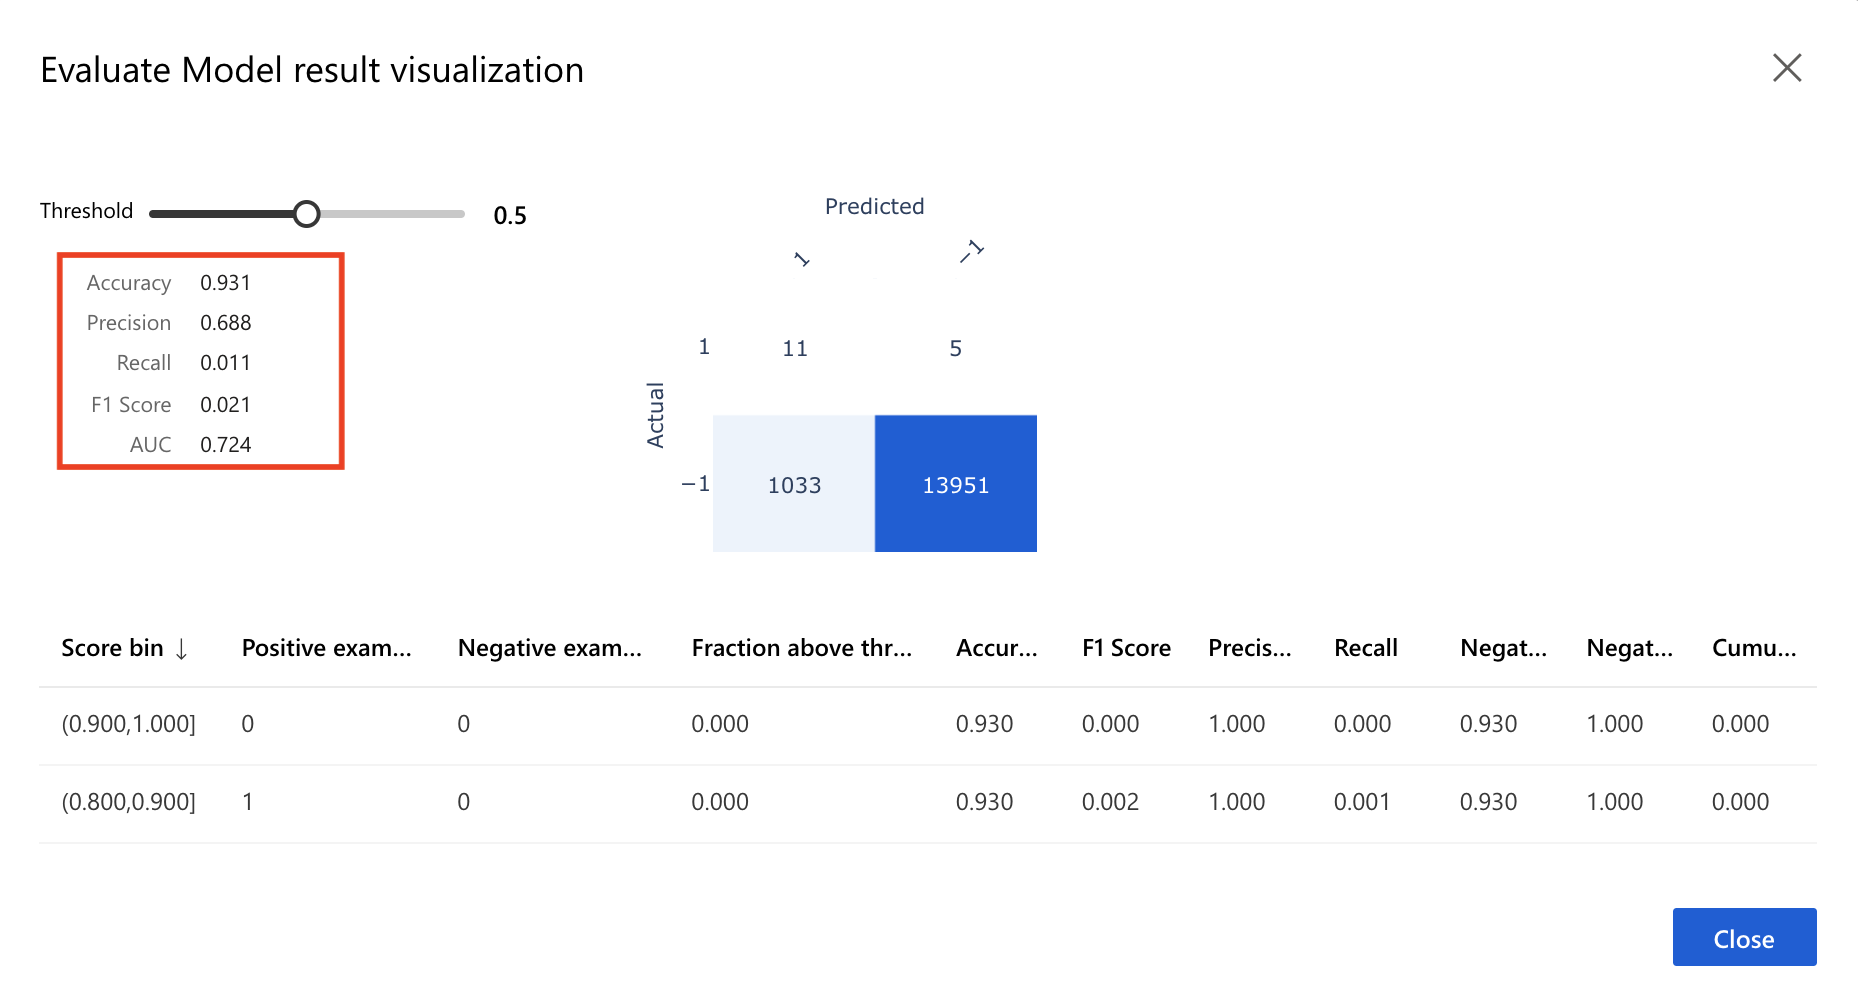 Evaluate Model result visualization
Threshold 0.5
Accuracy 0.931
Precision 0.688
Recall 0.011
F1 Score 0.021
AUC 0.724
Predicted
1 −1
Actual
1 11 5
−1 1033 13951
Score bin ↓ Positive exam... Negative exam... Fraction above thr... Accur... F1 Score Precis... Recall Negat... Negat... Cumu...
(0.900,1.000] 0 0 0.000 0.930 0.000 1.000 0.000 0.930 1.000 0.000
(0.800,0.900] 1 0 0.000 0.930 0.002 1.000 0.001 0.930 1.000 0.000
Close